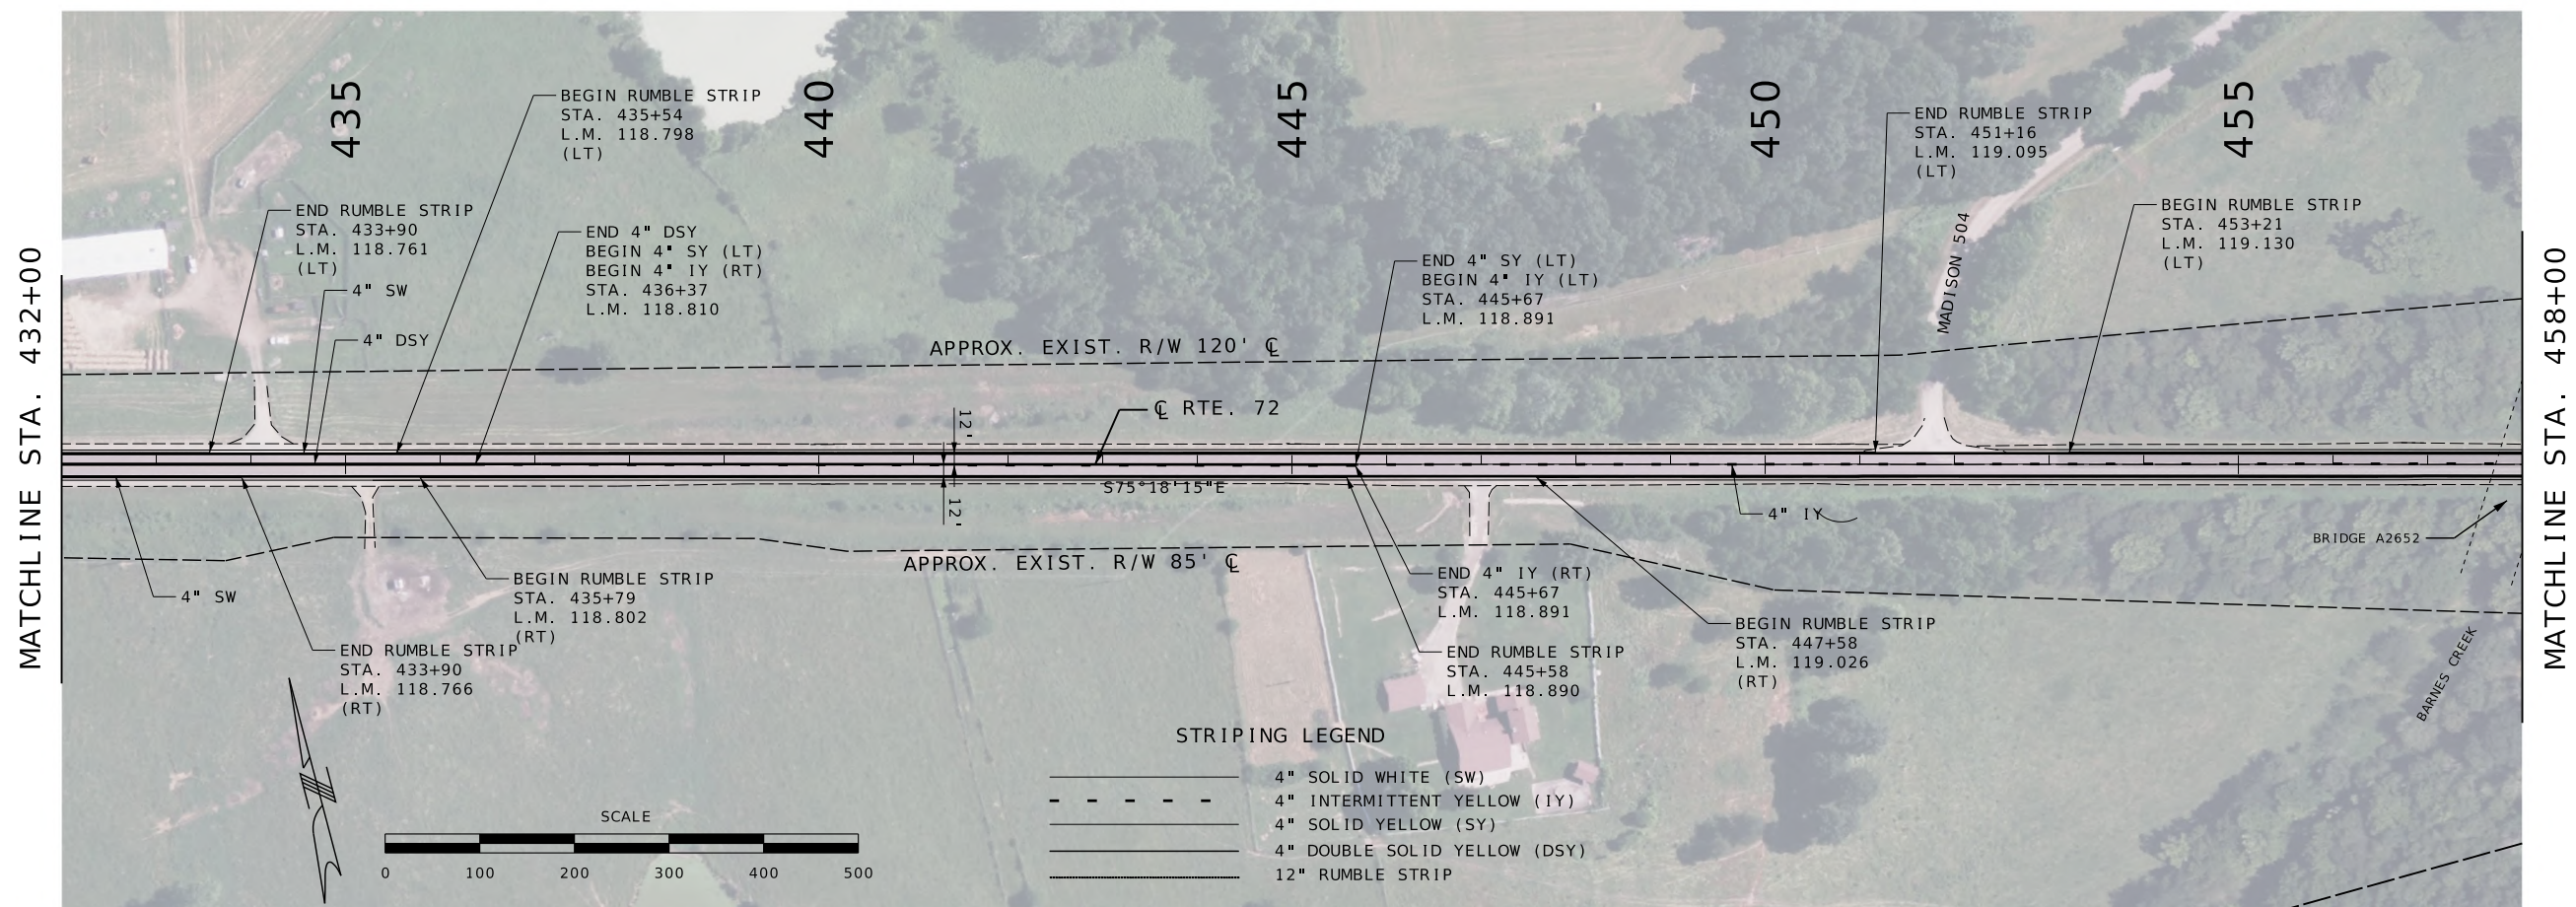 MATCHLINE STA. 432+00
435
440
445
450
455
MATCHLINE STA. 458+00
BEGIN RUMBLE STRIP
STA. 435+54
L.M. 118.798
(LT)
END RUMBLE STRIP
STA. 451+16
L.M. 119.095
(LT)
END RUMBLE STRIP
STA. 433+90
L.M. 118.761
(LT)
4" SW
4" DSY
END 4" DSY
BEGIN 4" SY (LT)
BEGIN 4" IY (RT)
STA. 436+37
L.M. 118.810
END 4" SY (LT)
BEGIN 4" IY (LT)
STA. 445+67
L.M. 118.891
MADISON 504
BEGIN RUMBLE STRIP
STA. 453+21
L.M. 119.130
(LT)
APPROX. EXIST. R/W 120' ℄
℄ RTE. 72
12'
12'
S75°18'15"E
4" IY
BRIDGE A2652
APPROX. EXIST. R/W 85' ℄
4" SW
BEGIN RUMBLE STRIP
STA. 435+79
L.M. 118.802
(RT)
END RUMBLE STRIP
STA. 433+90
L.M. 118.766
(RT)
END 4" IY (RT)
STA. 445+67
L.M. 118.891
END RUMBLE STRIP
STA. 445+58
L.M. 118.890
BEGIN RUMBLE STRIP
STA. 447+58
L.M. 119.026
(RT)
BARNES CREEK
STRIPING LEGEND
4" SOLID WHITE (SW)
4" INTERMITTENT YELLOW (IY)
4" SOLID YELLOW (SY)
4" DOUBLE SOLID YELLOW (DSY)
12" RUMBLE STRIP
SCALE
0 100 200 300 400 500
N